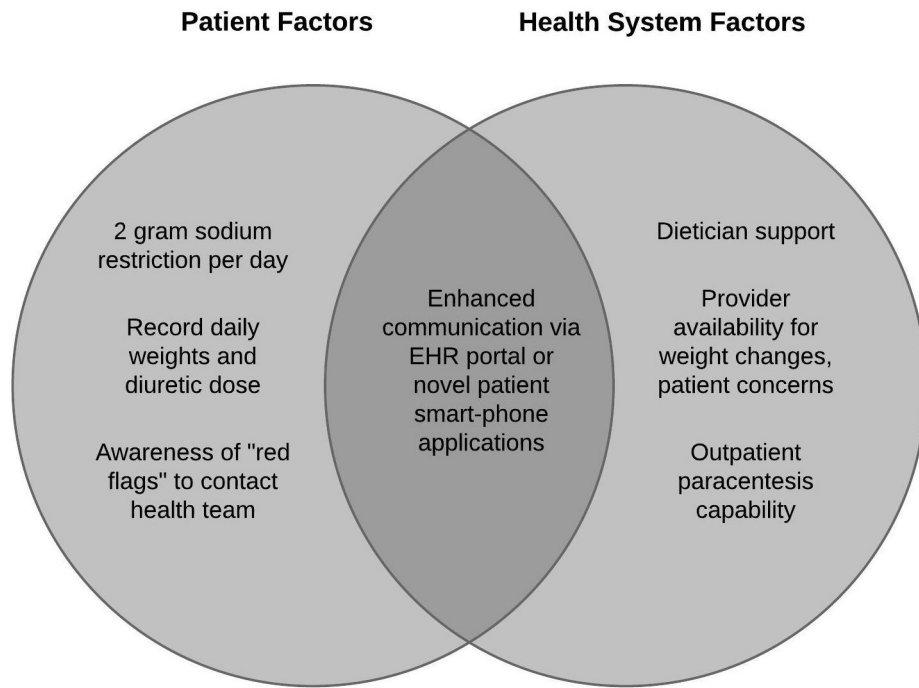 Patient Factors
Health System Factors
2 gram sodium
restriction per day
Record daily
weights and
diuretic dose
Awareness of "red
flags" to contact
health team
Enhanced
communication via
EHR portal or
novel patient
smart-phone
applications
Dietician support
Provider
availability for
weight changes,
patient concerns
Outpatient
paracentesis
capability